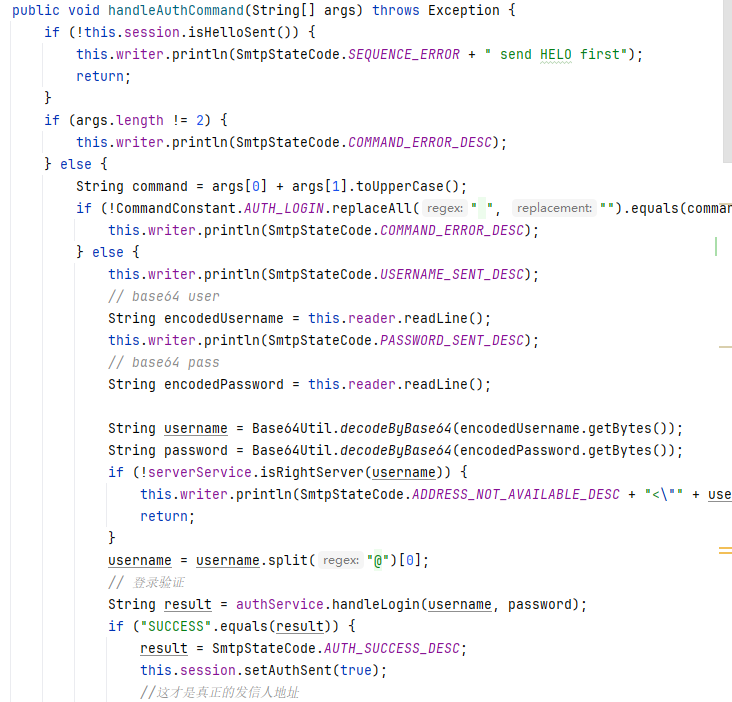 public void handleAuthCommand(String[] args) throws Exception {
if (!this.session.isHelloSent()) {
this.writer.println(SmtpStateCode.SEQUENCE_ERROR + " send HELO first");
return;
}
if (args.length != 2) {
this.writer.println(SmtpStateCode.COMMAND_ERROR_DESC);
} else {
String command = args[0] + args[1].toUpperCase();
if (!CommandConstant.AUTH_LOGIN.replaceAll( regex: " ", replacement: "").equals(comman
this.writer.println(SmtpStateCode.COMMAND_ERROR_DESC);
} else {
this.writer.println(SmtpStateCode.USERNAME_SENT_DESC);
// base64 user
String encodedUsername = this.reader.readLine();
this.writer.println(SmtpStateCode.PASSWORD_SENT_DESC);
// base64 pass
String encodedPassword = this.reader.readLine();
String username = Base64Util.decodeByBase64(encodedUsername.getBytes());
String password = Base64Util.decodeByBase64(encodedPassword.getBytes());
if (!serverService.isRightServer(username)) {
this.writer.println(SmtpStateCode.ADDRESS_NOT_AVAILABLE_DESC + "<\"" + use
return;
}
username = username.split( regex: "@")[0];
// 登录验证
String result = authService.handleLogin(username, password);
if ("SUCCESS".equals(result)) {
result = SmtpStateCode.AUTH_SUCCESS_DESC;
this.session.setAuthSent(true);
//这才是真正的发信人地址